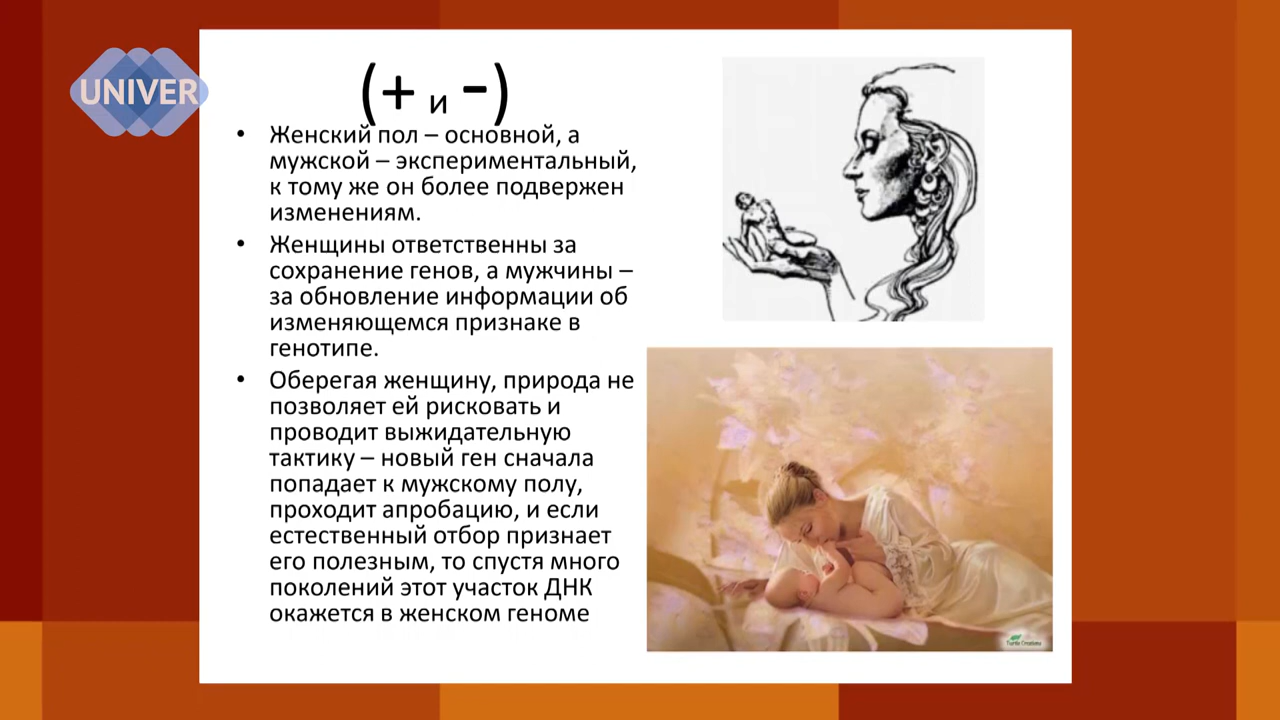 UNIVER
(+ и -)
• Женский пол – основной, а
мужской – экспериментальный,
к тому же он более подвержен
изменениям.
• Женщины ответственны за
сохранение генов, а мужчины –
за обновление информации об
изменяющемся признаке в
генотипе.
• Оберегая женщину, природа не
позволяет ей рисковать и
проводит выжидательную
тактику – новый ген сначала
попадает к мужскому полу,
проходит апробацию, и если
естественный отбор признает
его полезным, то спустя много
поколений этот участок ДНК
окажется в женском геноме